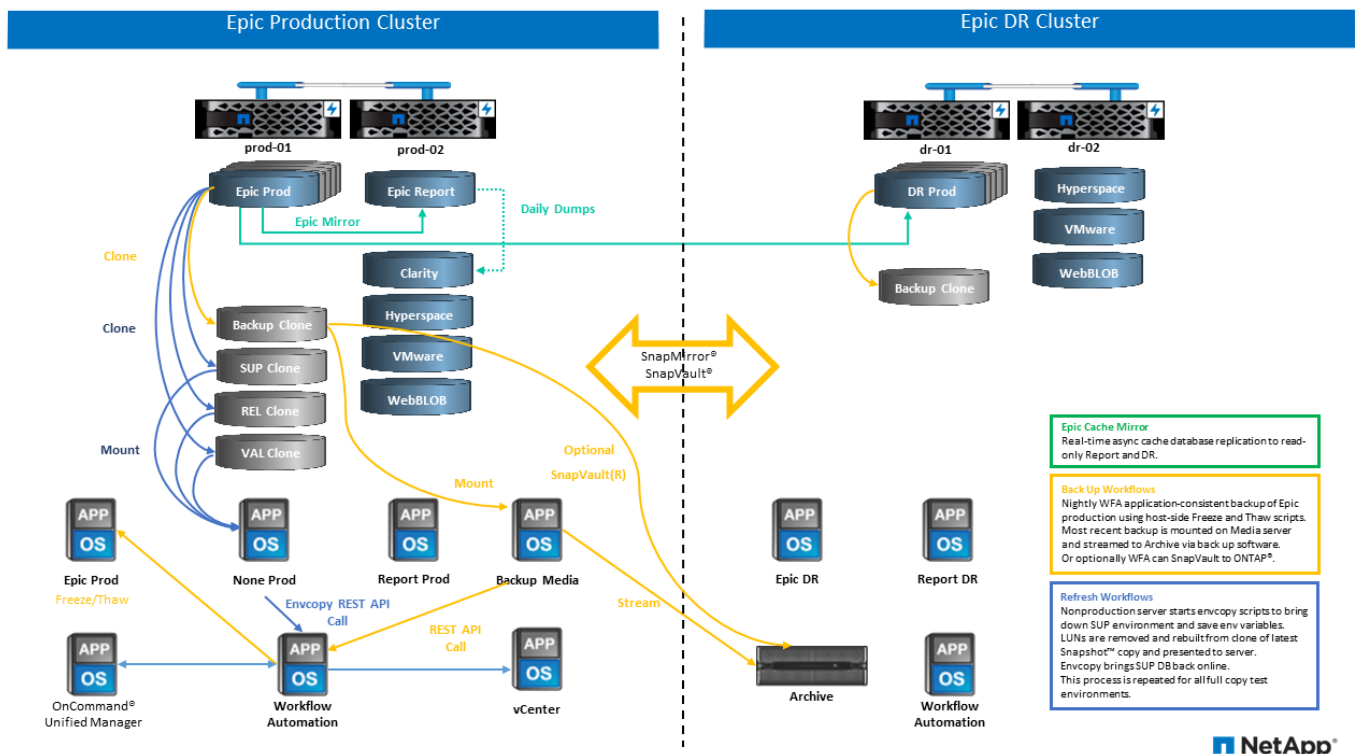 Epic Production Cluster
Epic DR Cluster
prod-01
prod-02
dr-01
dr-02
Epic Prod
Epic Report
Daily Dumps
Epic Mirror
DR Prod
Hyperspace
VMware
WebBLOB
Clone
Clarity
Backup Clone
Clone
Backup Clone
Hyperspace
SUP Clone
VMware
REL Clone
WebBLOB
SnapMirror®
SnapVault®
Mount
VAL Clone
Mount
Optional
SnapVault(R)
Epic Cache Mirror
Real-time async cache database replication to read-
only Report and DR.
Back Up Workflows
Nightly WFA application-consistent backup of Epic
production using host-side Freeze and Thaw scripts.
Most recent backup is mounted on Media server
and streamed to Archive via back up software.
Or optionally WFA can SnapVault to ONTAP®.
Refresh Workflows
Nonproduction server starts envcopy scripts to bring
down SUP environment and save env variables.
LUNs are removed and rebuilt from clone of latest
Snapshot™ copy and presented to server.
Envcopy brings SUP DB back online.
This process is repeated for all full copy test
environments.
APP
OS
Epic Prod
Freeze/Thaw
APP
OS
None Prod
APP
OS
Report Prod
APP
OS
Backup Media
APP
OS
Epic DR
APP
OS
Report DR
Envcopy REST API
Call
REST API
Call
Stream
APP
OS
OnCommand®
Unified Manager
APP
OS
Workflow
Automation
APP
OS
vCenter
Archive
APP
OS
Workflow
Automation
NetApp®